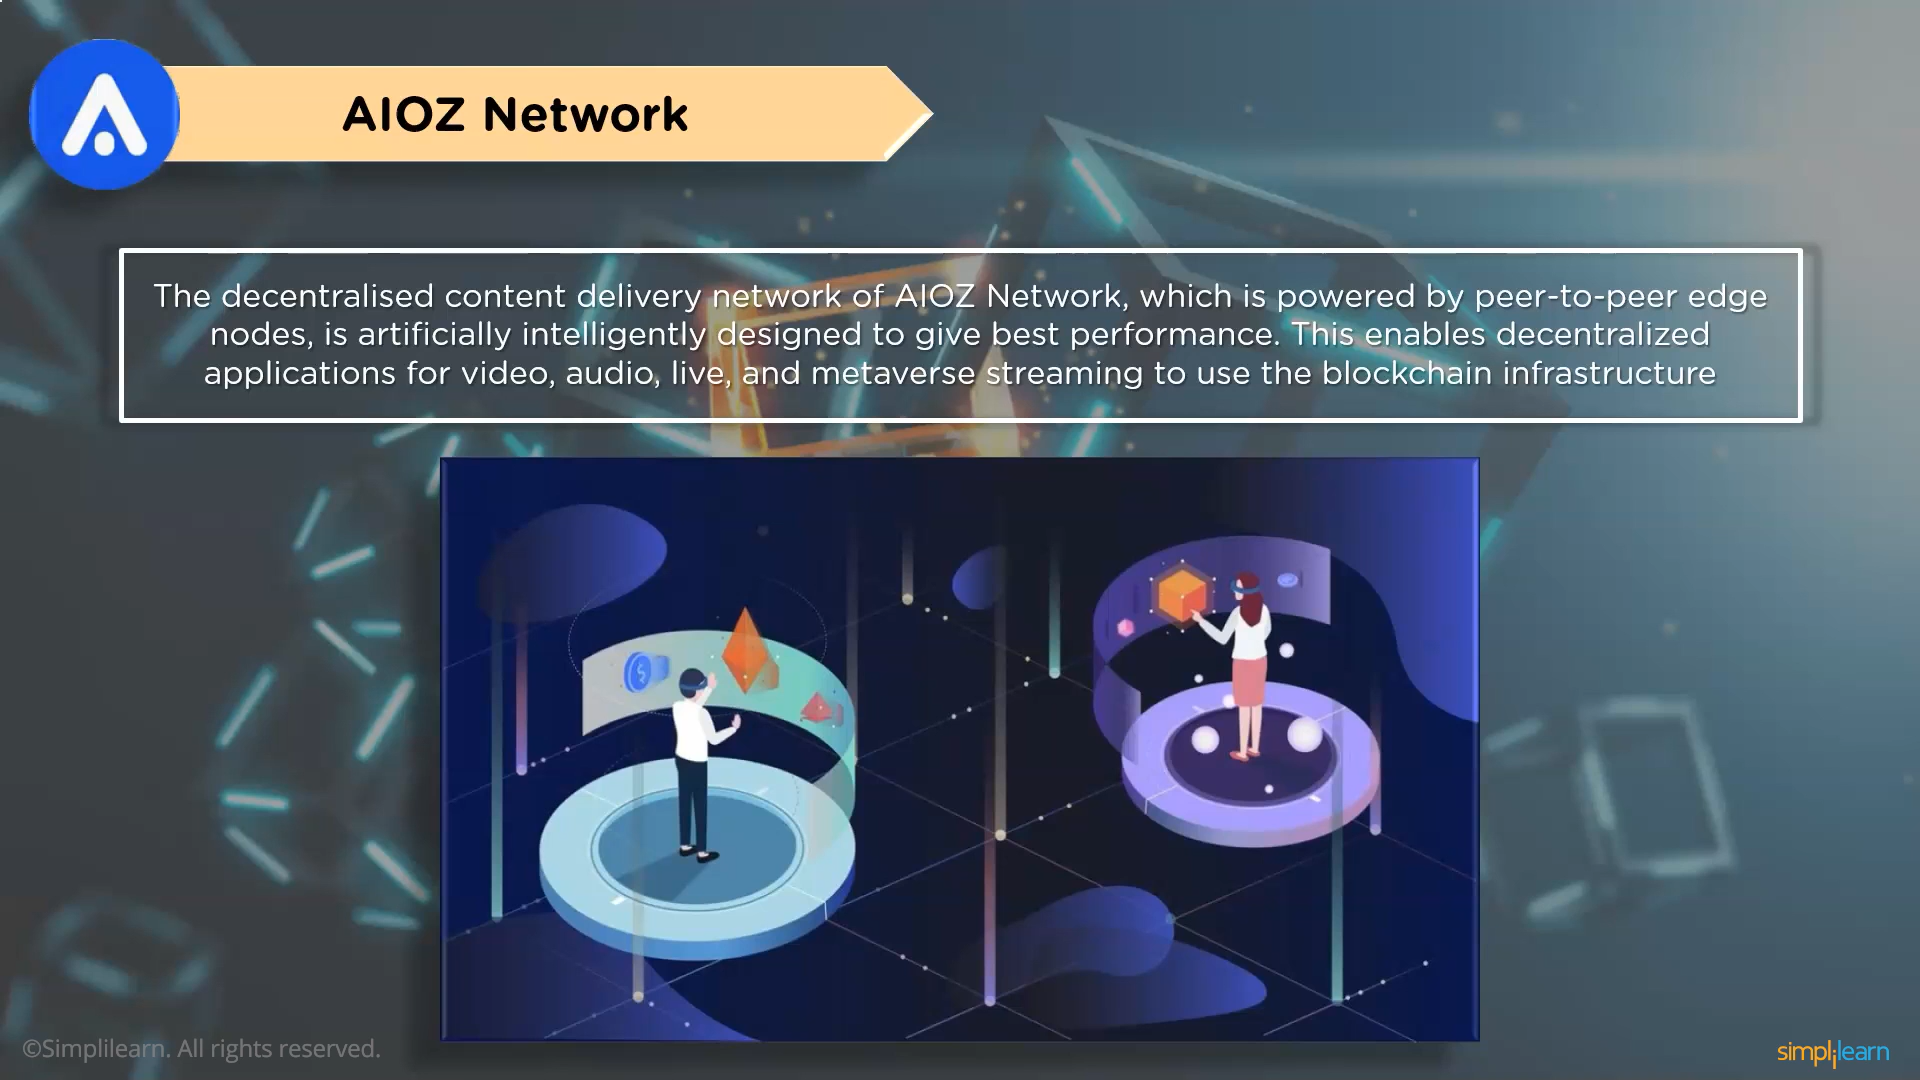 AIOZ Network
The decentralised content delivery network of AIOZ Network, which is powered by peer-to-peer edge
nodes, is artificially intelligently designed to give best performance. This enables decentralized
applications for video, audio, live, and metaverse streaming to use the blockchain infrastructure
$
©Simplilearn. All rights reserved.
simplilearn